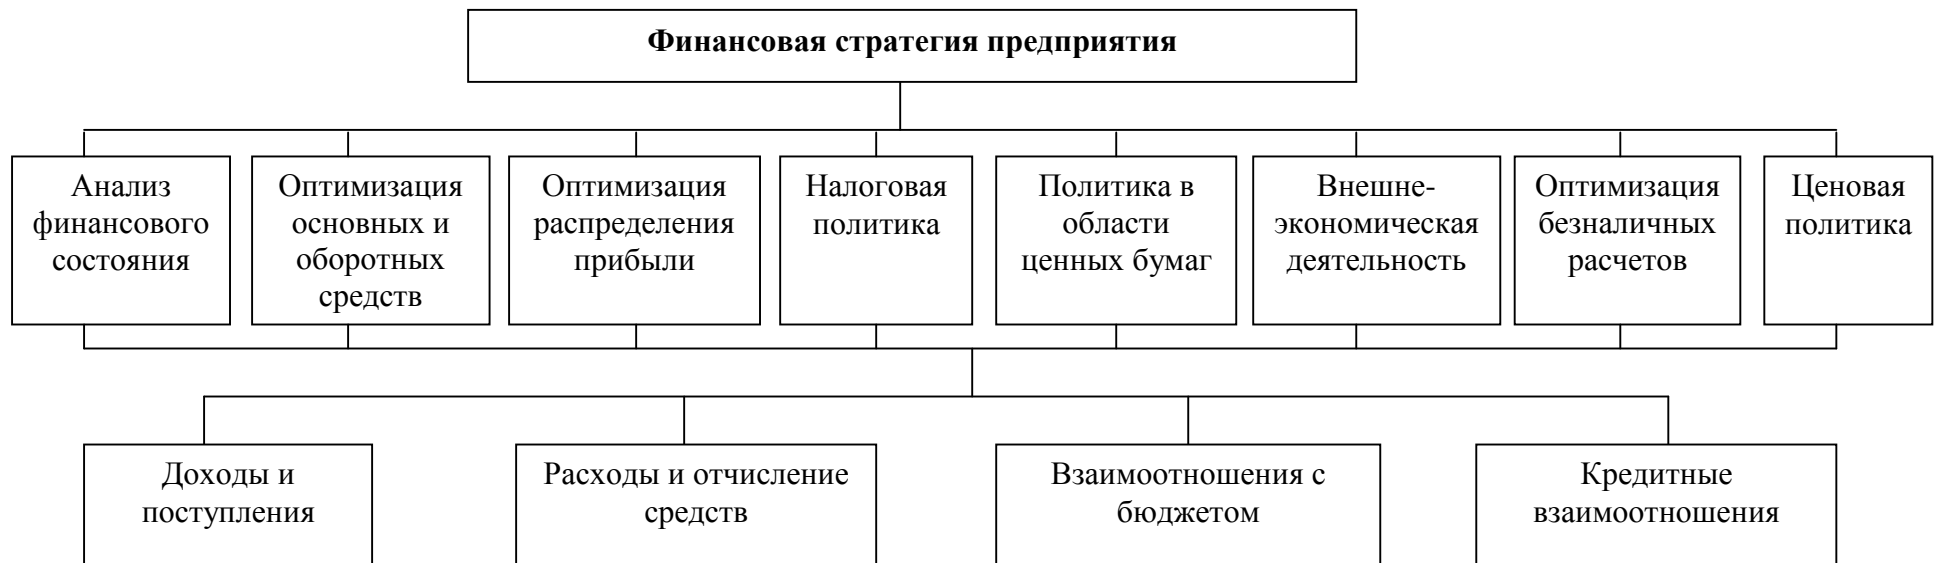 Финансовая стратегия предприятия
Анализ
финансового
состояния
Оптимизация
основных и
оборотных
средств
Оптимизация
распределения
прибыли
Налоговая
политика
Политика в
области
ценных бумаг
Внешне-
экономическая
деятельность
Оптимизация
безналичных
расчетов
Ценовая
политика
Доходы и
поступления
Расходы и отчисление
средств
Взаимоотношения с
бюджетом
Кредитные
взаимоотношения